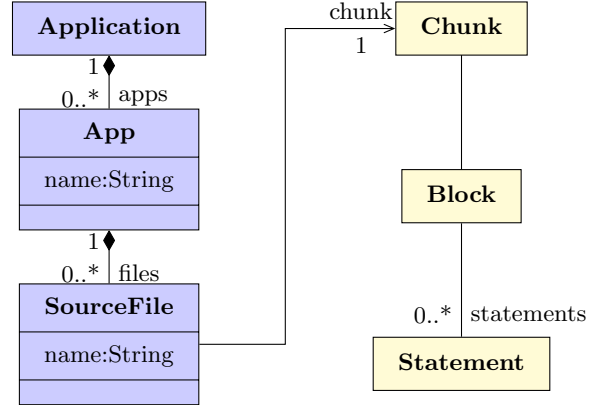 Application
1
0..* apps
App
name:String
1
0..* files
SourceFile
name:String
chunk
1
Chunk
Block
0..* statements
Statement